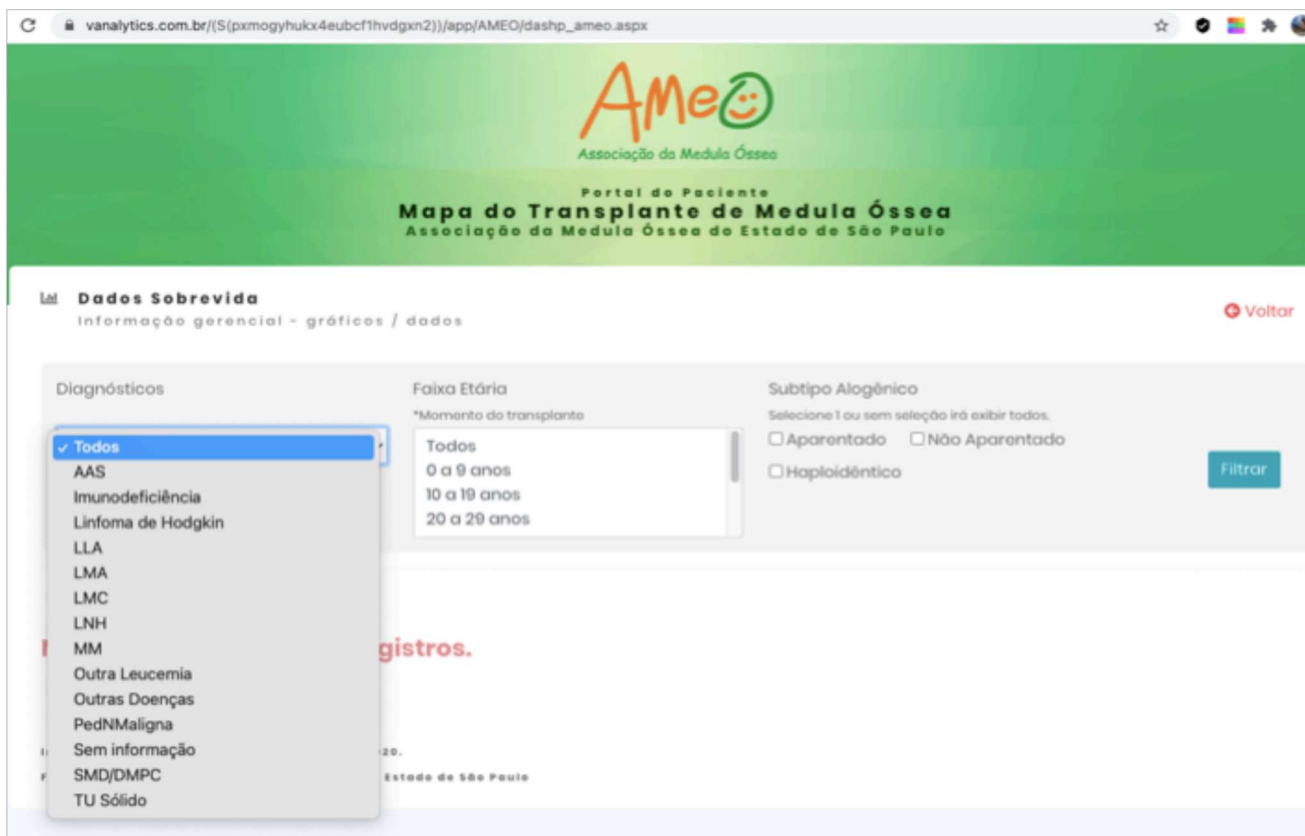 vanalytics.com.br/(S(pxmogyhukx4eubcf1hvdgxn2))/app/AMEO/dashp_ameo.aspx
AMeO
Associação da Medula Óssea
Portal do Paciente
Mapa do Transplante de Medula Óssea
Associação da Medula Óssea do Estado de São Paulo
Dados Sobrevida
Informação gerencial - gráficos / dados
Voltar
Diagnósticos
Todos
AAS
Imunodeficiência
Linfoma de Hodgkin
LLA
LMA
LMC
LNH
MM
Outra Leucemia
Outras Doenças
PedNMaligna
Sem informação
SMD/DMPC
TU Sólido
Faixa Etária
*Momento do transplante
Todos
0 a 9 anos
10 a 19 anos
20 a 29 anos
Subtipo Alogênico
Selecione 1 ou sem seleção irá exibir todos.
Aparentado Não Aparentado
Haploidêntico
Filtrar
gistros.
20.
Estado de São Paulo